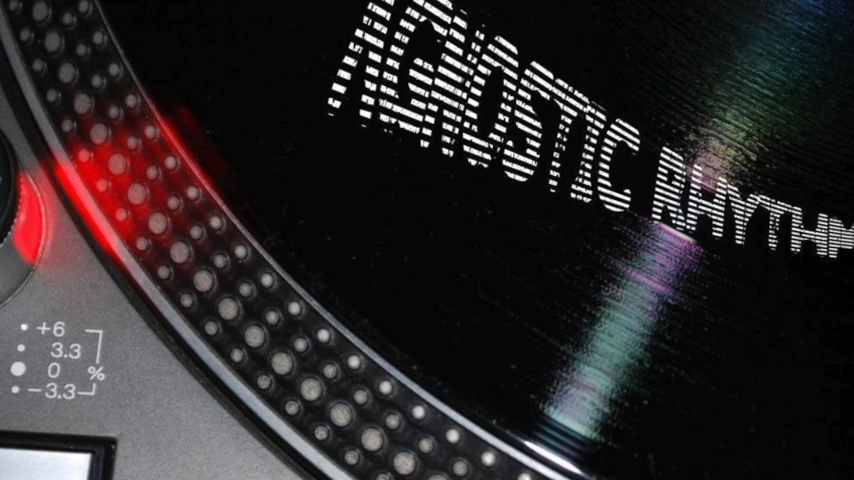 AGNOSTIC RHYTHM
+6
3.3
0 %
-3.3